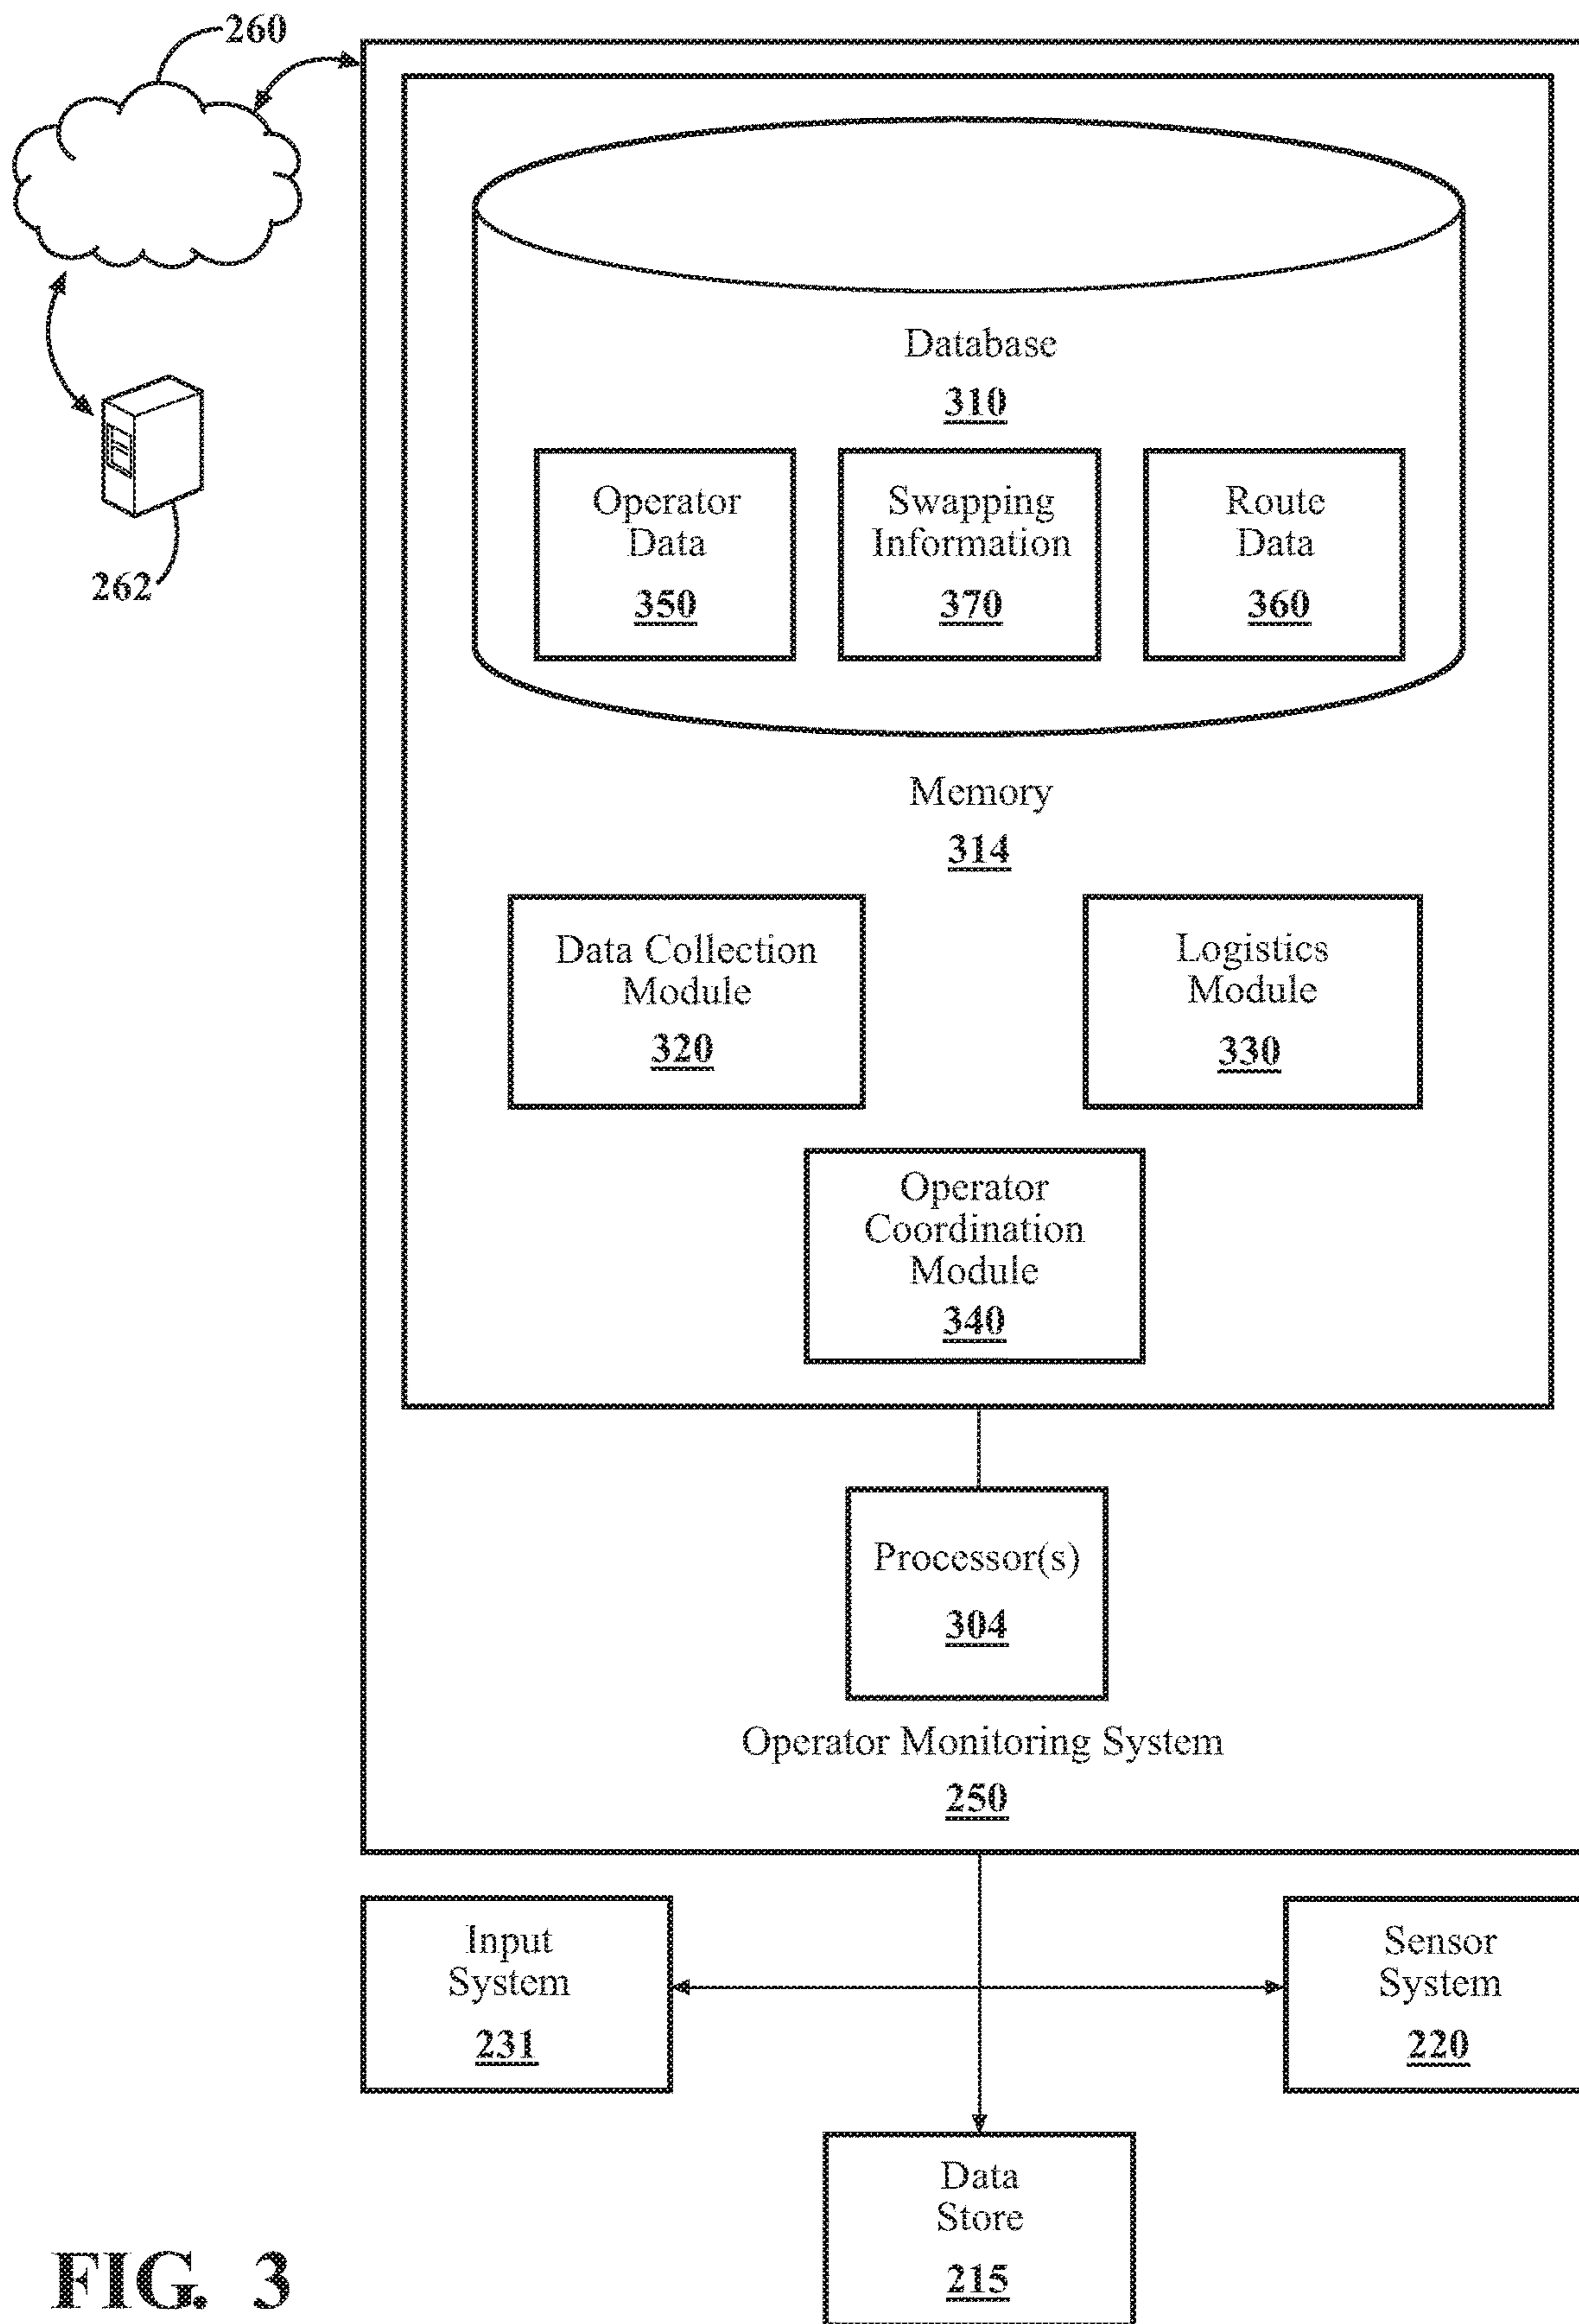 260
Database
310
Operator
Data
350
Swapping
Information
370
Route
Data
360
262
Memory
314
Data Collection
Module
320
Logistics
Module
330
Operator
Coordination
Module
340
Processor(s)
304
Operator Monitoring System
250
Input
System
231
Sensor
System
220
Data
Store
215
FIG. 3